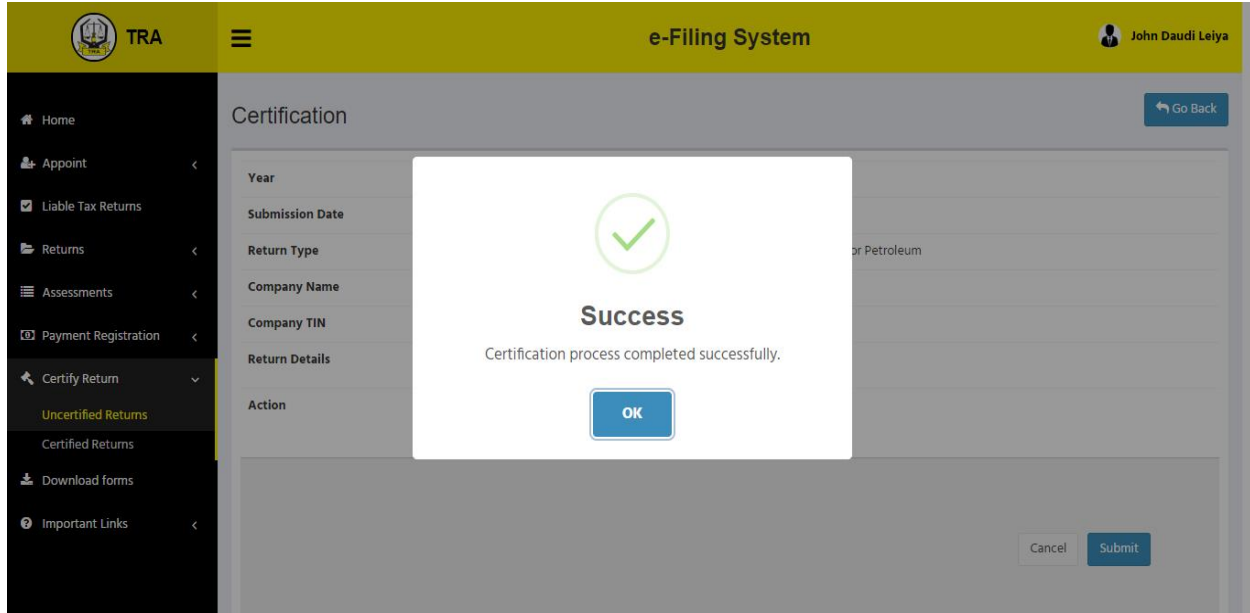 TRA
e-Filing System
John Daudi Leiya
Home
Appoint
Liable Tax Returns
Returns
Assessments
Payment Registration
Certify Return
Uncertified Returns
Certified Returns
Download forms
Important Links
Certification
Go Back
Year
Submission Date
Return Type
or Petroleum
Company Name
Company TIN
Return Details
Action
Success
Certification process completed successfully.
OK
Cancel Submit